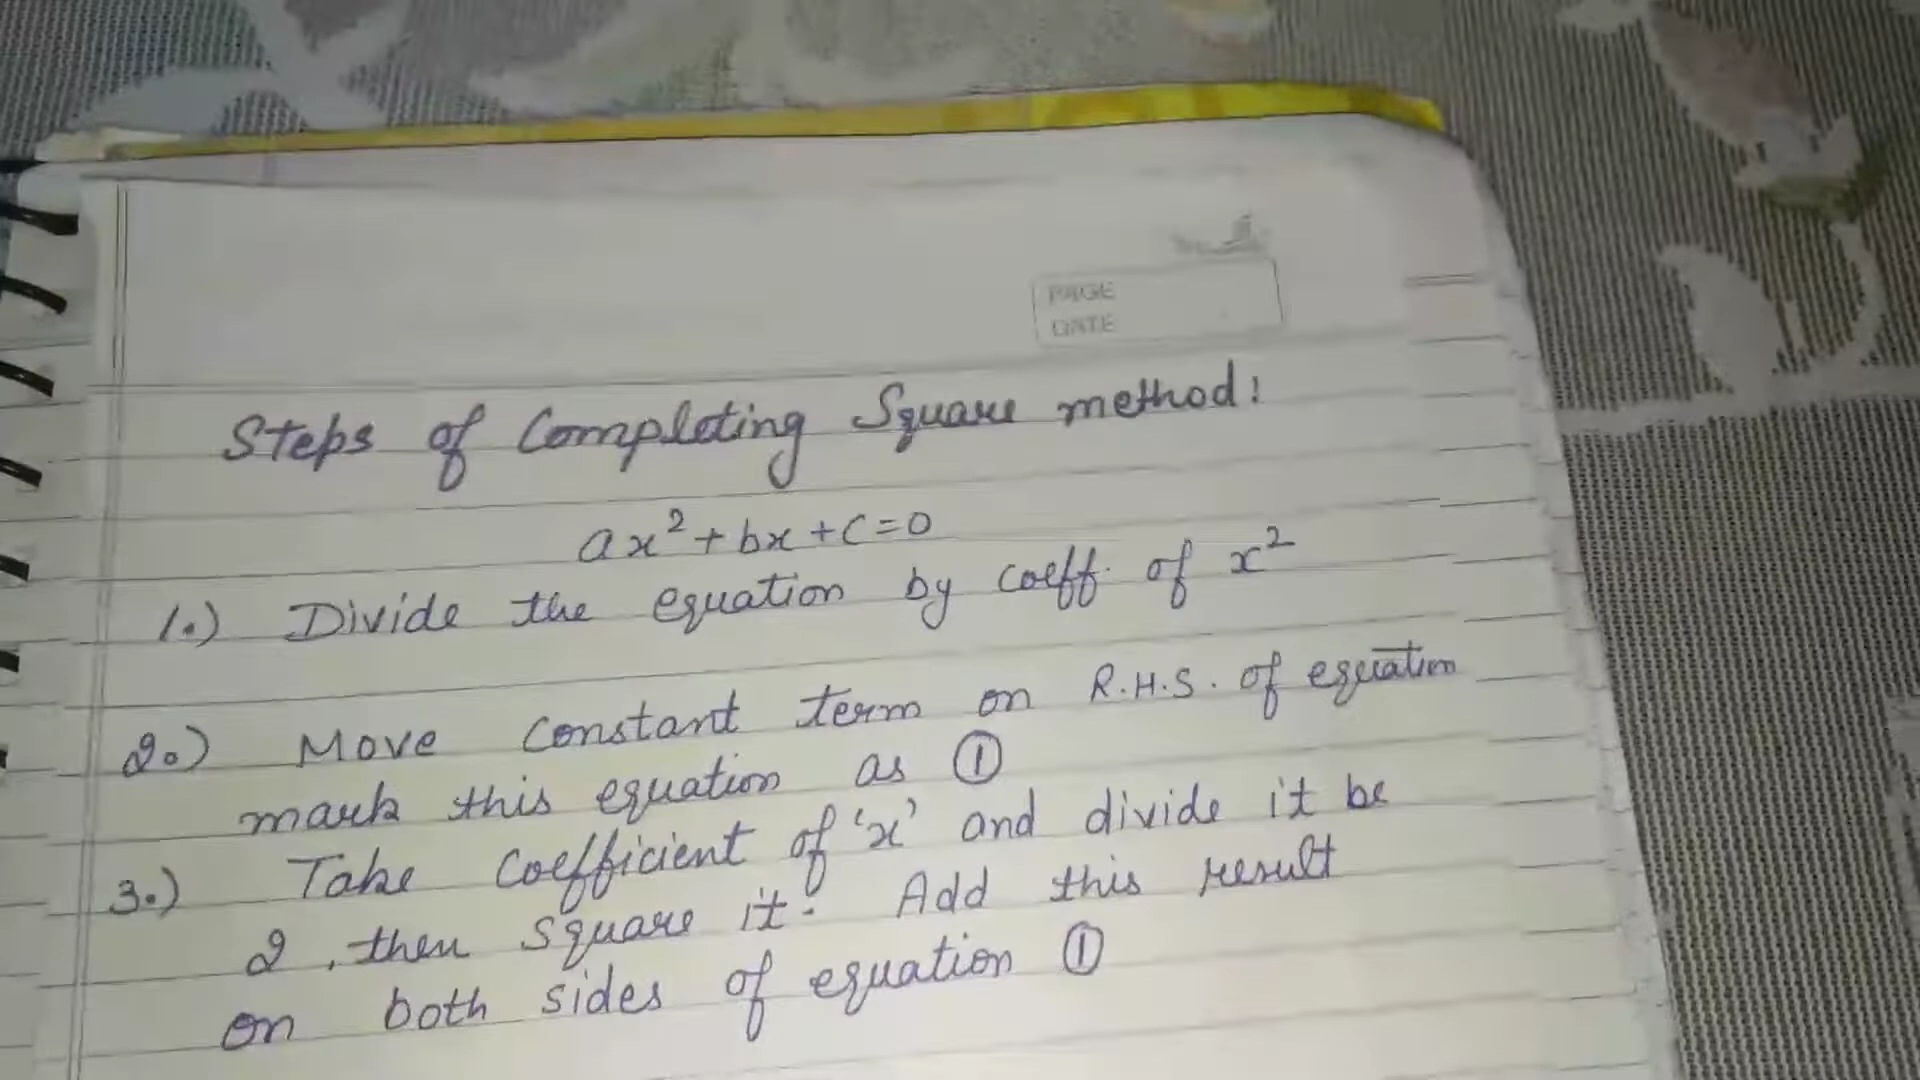 PAGE
DATE
Steps of Completing Square method:
ax²+bx+c=0
1.) Divide the equation by coeff. of x²
2.) Move constant term on R.H.S. of equation
mark this equation as ①
3.) Take Coefficient of 'x' and divide it be
2, then square it. Add this result
on both sides of equation ①